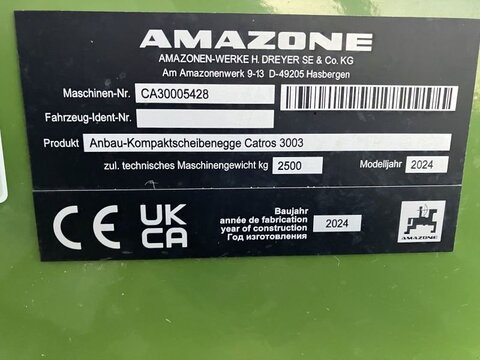 AMAZONE
AMAZONEN-WERKE H. DREYER SE & Co. KG
Am Amazonenwerk 9-13 D-49205 Hasbergen
Maschinen-Nr. CA30005428
Fahrzeug-Ident-Nr.
Produkt Anbau-Kompaktscheibenegge Catros 3003
zul. technisches Maschinengewicht kg 2500 Modelljahr 2024
CE UK CA
Baujahr
année de fabrication
year of construction
Год изготовления
2024
AMAZONE